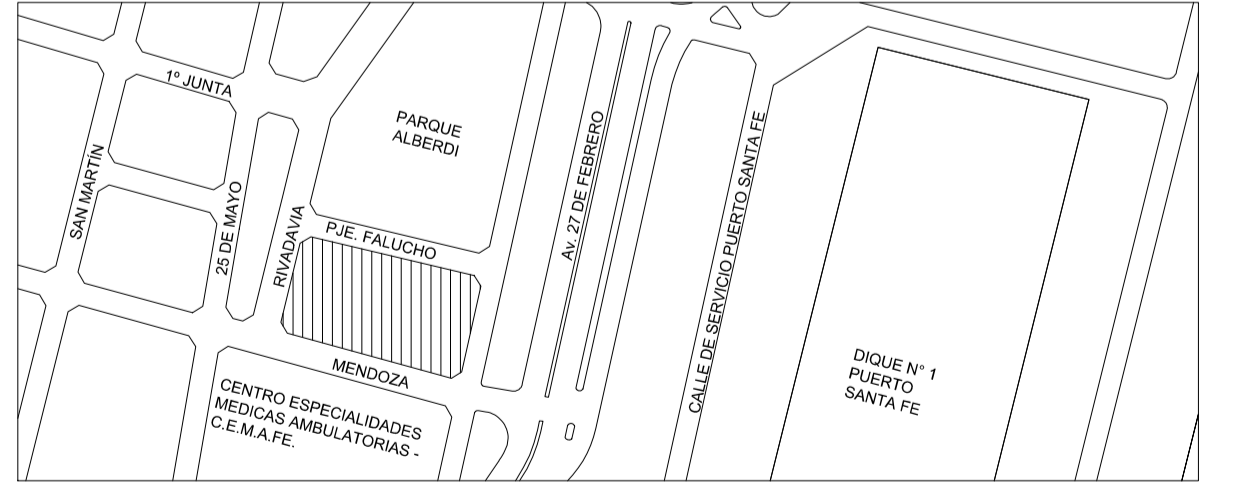 1º JUNTA
PARQUE
ALBERDI
SAN MARTÍN
25 DE MAYO
RIVADAVIA
PJE. FALUCHO
Av. 27 DE FEBRERO
CALLE DE SERVICIO PUERTO SANTA FE
MENDOZA
CENTRO ESPECIALIDADES
MEDICAS AMBULATORIAS -
C.E.M.A.FE.
DIQUE N° 1
PUERTO
SANTA FE